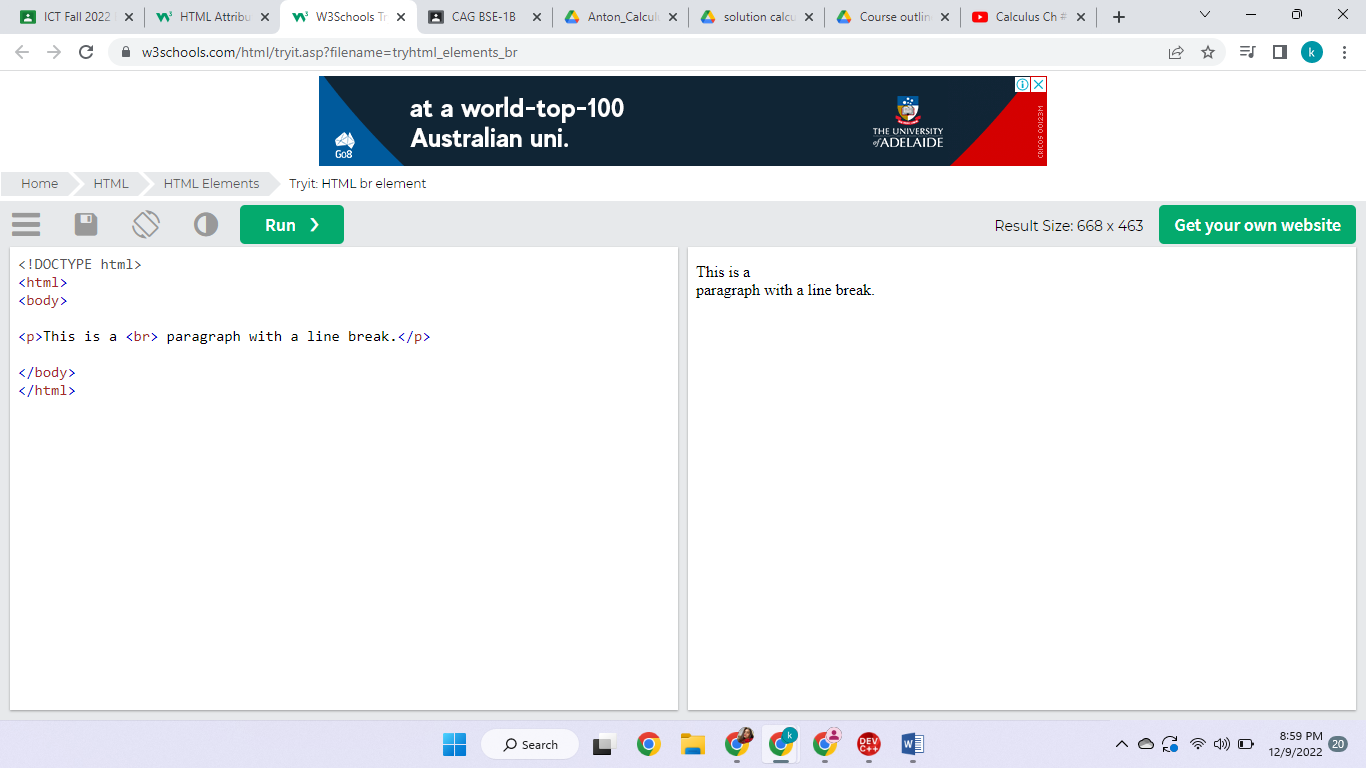 ICT Fall 2022
HTML Attribu
W3Schools Tr
CAG BSE-1B
Anton_Calcul
solution calcu
Course outlin
Calculus Ch #
w3schools.com/html/tryit.asp?filename=tryhtml_elements_br
k
at a world-top-100
Australian uni.
Go8
THE UNIVERSITY
of ADELAIDE
CRICOS 00123M
Home
HTML
HTML Elements
Tryit: HTML br element
Run ❯
Result Size: 668 x 463
Get your own website
<!DOCTYPE html>
<html>
<body>
<p>This is a <br> paragraph with a line break.</p>
</body>
</html>
This is a
paragraph with a line break.
Search
k
DEV
C++
W
8:59 PM
12/9/2022
20